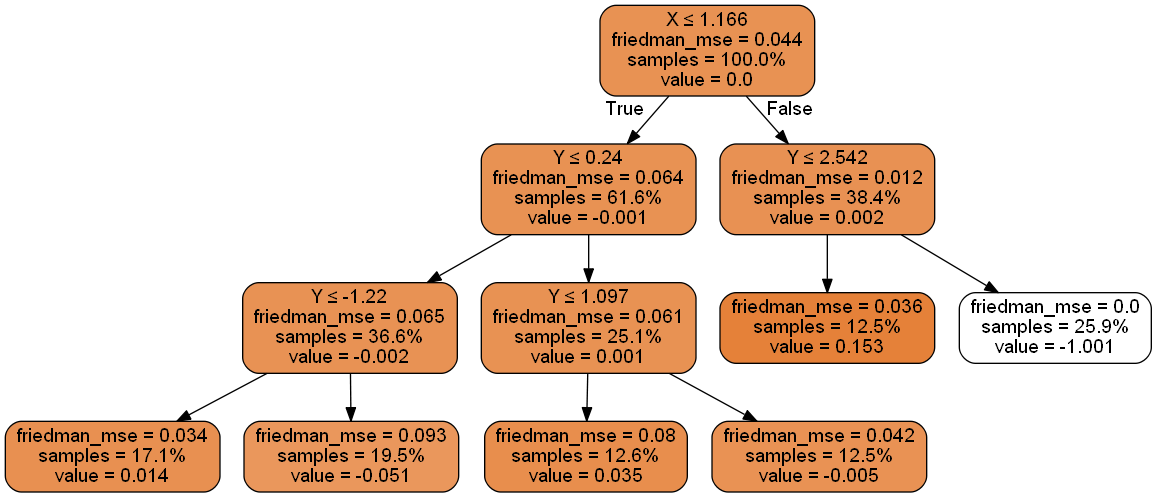 X ≤ 1.166
friedman_mse = 0.044
samples = 100.0%
value = 0.0
True
False
Y ≤ 0.24
friedman_mse = 0.064
samples = 61.6%
value = -0.001
Y ≤ 2.542
friedman_mse = 0.012
samples = 38.4%
value = 0.002
Y ≤ -1.22
friedman_mse = 0.065
samples = 36.6%
value = -0.002
Y ≤ 1.097
friedman_mse = 0.061
samples = 25.1%
value = 0.001
friedman_mse = 0.036
samples = 12.5%
value = 0.153
friedman_mse = 0.0
samples = 25.9%
value = -1.001
friedman_mse = 0.034
samples = 17.1%
value = 0.014
friedman_mse = 0.093
samples = 19.5%
value = -0.051
friedman_mse = 0.08
samples = 12.6%
value = 0.035
friedman_mse = 0.042
samples = 12.5%
value = -0.005